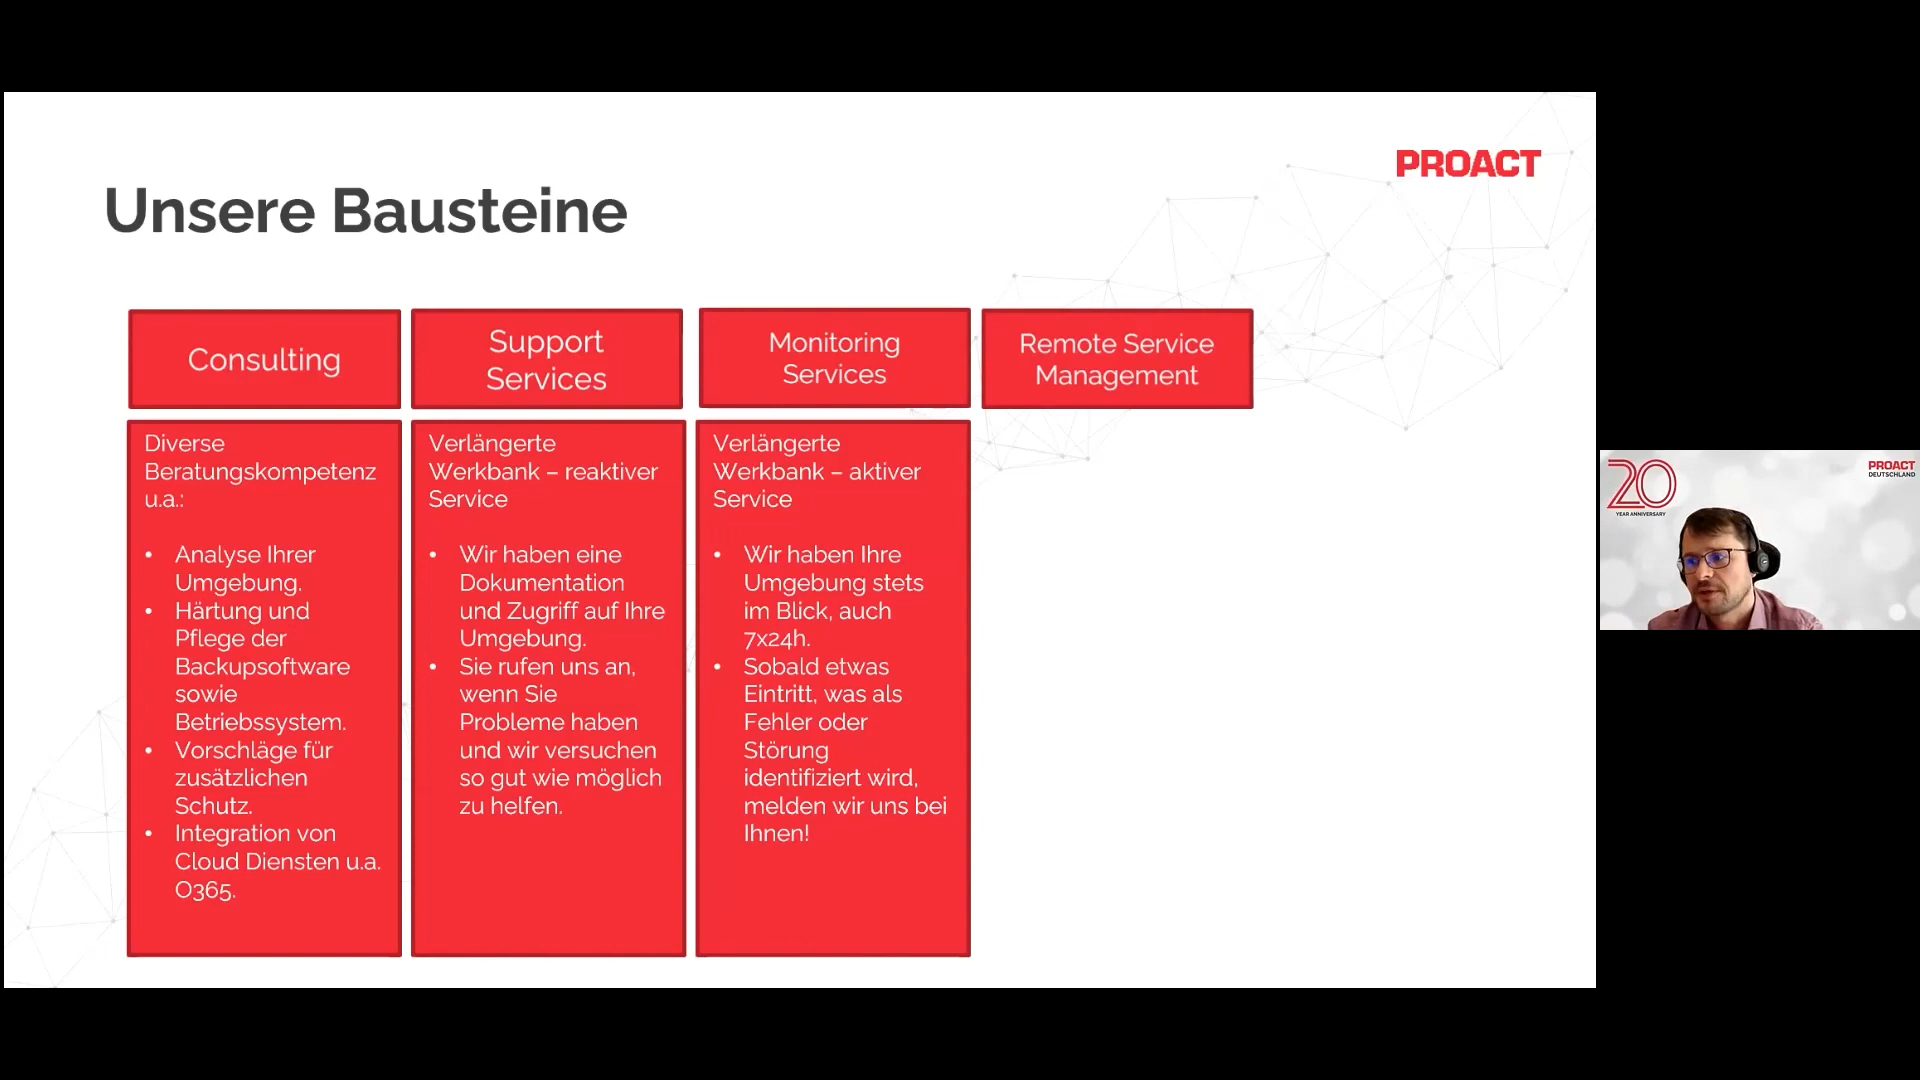 PROACT
Unsere Bausteine
Consulting
Support
Services
Monitoring
Services
Remote Service
Management
Diverse
Beratungskompetenz
u.a.:
• Analyse Ihrer
Umgebung.
• Härtung und
Pflege der
Backupsoftware
sowie
Betriebssystem.
• Vorschläge für
zusätzlichen
Schutz.
• Integration von
Cloud Diensten u.a.
O365.
Verlängerte
Werkbank – reaktiver
Service
• Wir haben eine
Dokumentation
und Zugriff auf Ihre
Umgebung.
• Sie rufen uns an,
wenn Sie
Probleme haben
und wir versuchen
so gut wie möglich
zu helfen.
Verlängerte
Werkbank – aktiver
Service
• Wir haben Ihre
Umgebung stets
im Blick, auch
7x24h.
• Sobald etwas
Eintritt, was als
Fehler oder
Störung
identifiziert wird,
melden wir uns bei
Ihnen!
20
YEAR ANNIVERSARY
PROACT
DEUTSCHLAND